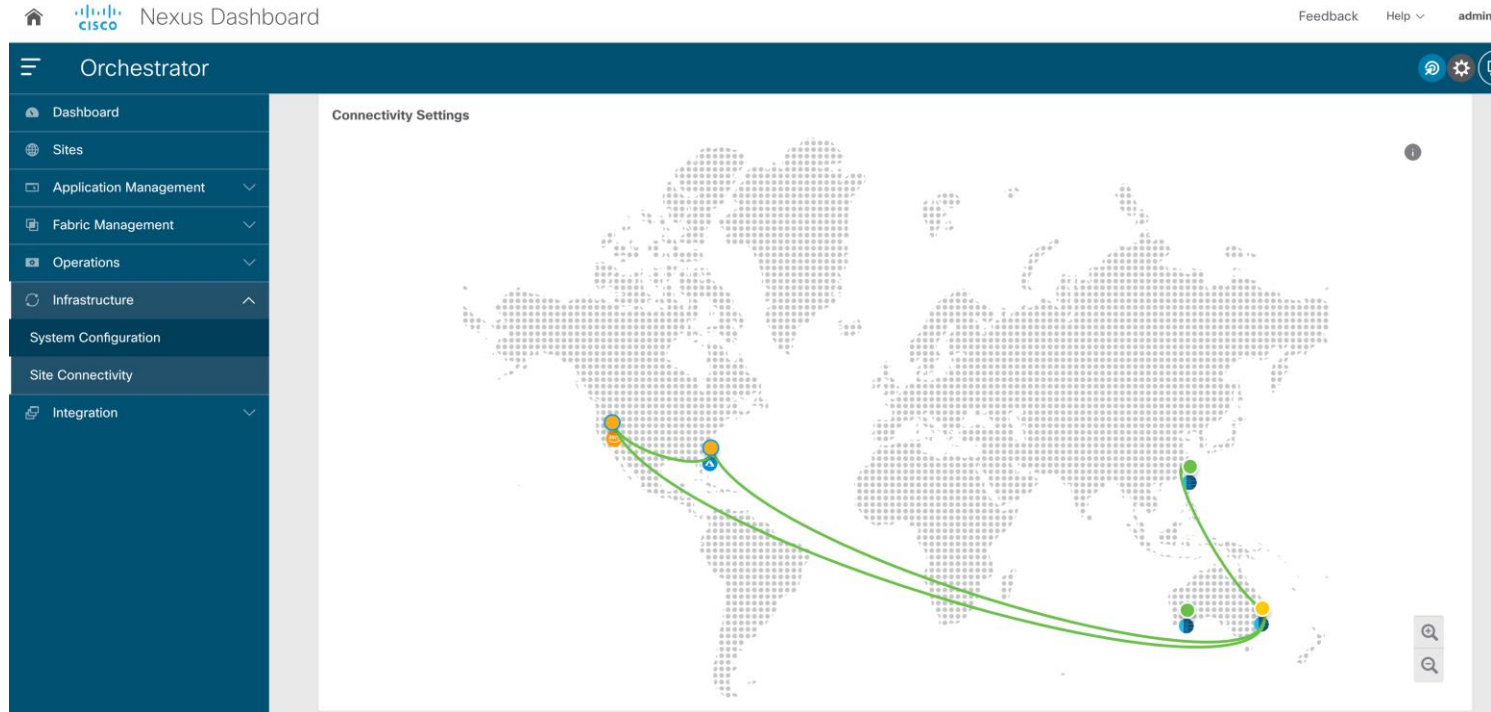 CISCO Nexus Dashboard
Feedback Help admin
Orchestrator
Dashboard
Sites
Application Management
Fabric Management
Operations
Infrastructure
System Configuration
Site Connectivity
Integration
Connectivity Settings